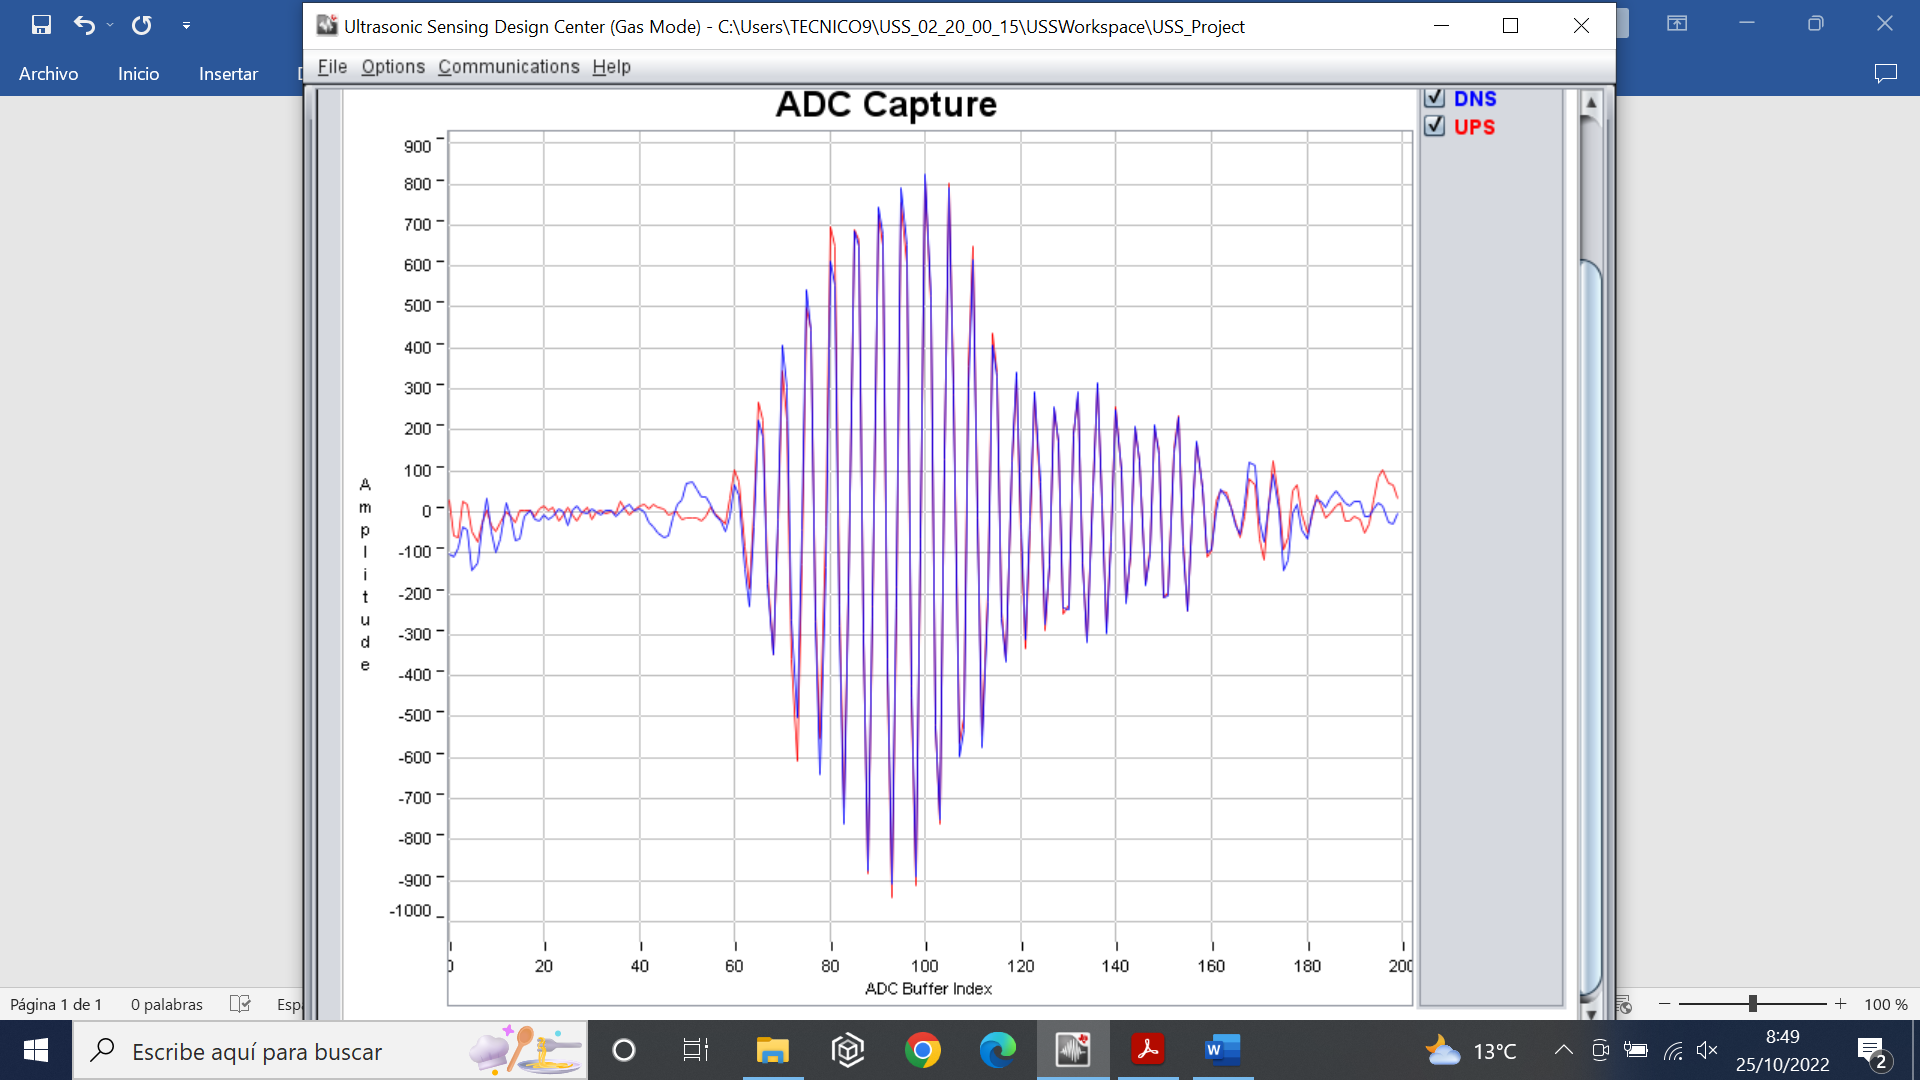 Ultrasonic Sensing Design Center (Gas Mode) - C:\Users\TECNICO9\USS_02_20_00_15\USSWorkspace\USS_Project
Archivo Inicio Insertar
File Options Communications Help
ADC Capture
DNS
UPS
900
800
700
600
500
400
300
200
100
0
-100
-200
-300
-400
-500
-600
-700
-800
-900
-1000
Amplitude
20 40 60 80 100 120 140 160 180 200
ADC Buffer Index
Página 1 de 1 0 palabras Esp 100 %
Escribe aquí para buscar
13°C
8:49
25/10/2022
2